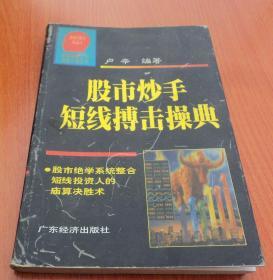 编著
股市炒手
短线搏击操典
●股市绝学系统整合
短线投资人的
庙算决胜术
广东经济出版社